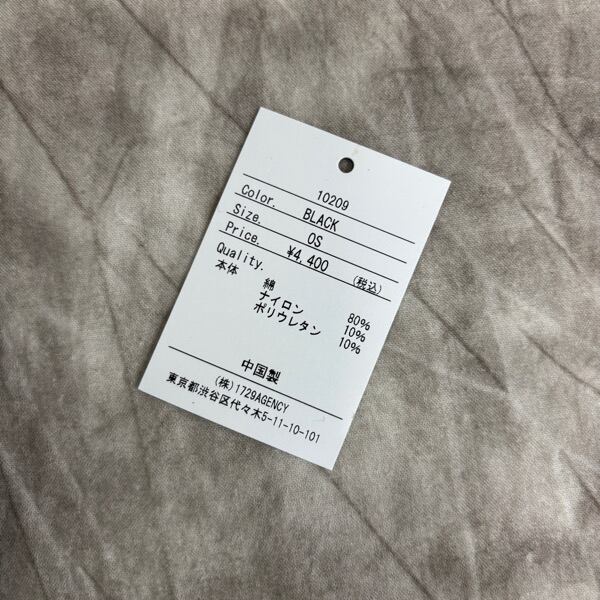 10209
Color. BLACK
Size. OS
Price. ¥4,400 (税込)
Quality.
本体
綿 80%
ナイロン 10%
ポリウレタン 10%
中国製
(株)1729AGENCY
東京都渋谷区代々木5-11-10-101